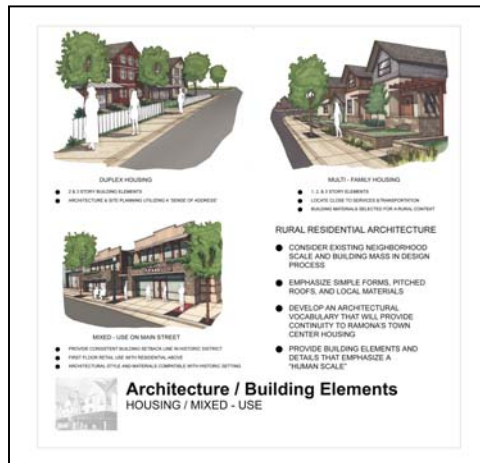 DUPLEX HOUSING
● 2 & 3 STORY BUILDING ELEMENTS
● ARCHITECTURE & SITE PLANNING UTILIZING A "SENSE OF ADDRESS"
MULTI - FAMILY HOUSING
● 1, 2, & 3 STORY ELEMENTS
● LOCATE CLOSE TO SERVICES &TRANSPORTATION
● BUILDING MATERIALS SELECTED FOR A RURAL CONTEXT
MIXED - USE ON MAIN STREET
● PROVIDE CONSISTENT BUILDING SETBACK LINE IN HISTORIC DISTRICT
● FIRST FLOOR RETAIL USE WITH RESIDENTIAL ABOVE
● ARCHITECTURAL STYLE AND MATERIALS COMPATIBLE WITH HISTORIC SETTING
RURAL RESIDENTIAL ARCHITECTURE
● CONSIDER EXISTING NEIGHBORHOOD
SCALE AND BUILDING MASS IN DESIGN
PROCESS
● EMPHASIZE SIMPLE FORMS, PITCHED
ROOFS, AND LOCAL MATERIALS
● DEVELOP AN ARCHITECTURAL
VOCABULARY THAT WILL PROVIDE
CONTINUITY TO RAMONA'S TOWN
CENTER HOUSING
● PROVIDE BUILDING ELEMENTS AND
DETAILS THAT EMPHASIZE A
"HUMAN SCALE"
Architecture / Building Elements
HOUSING / MIXED - USE